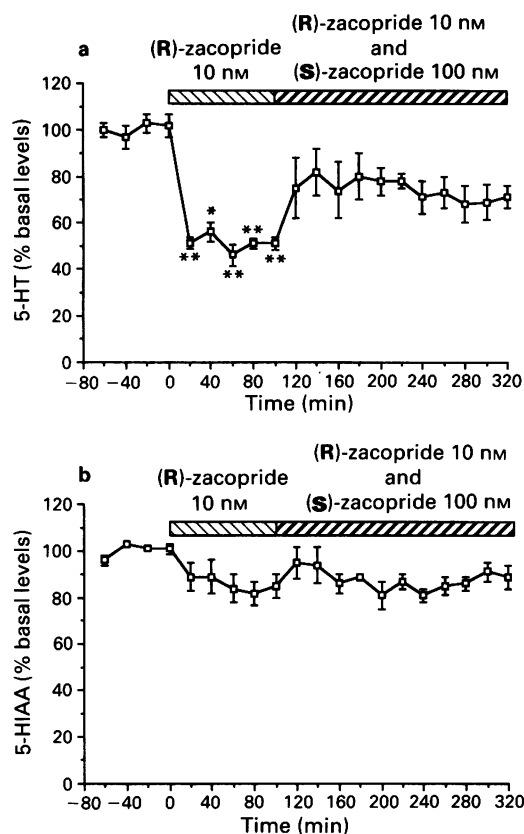 a
(R)-zacopride
10 nM
(R)-zacopride 10 nM
and
(S)-zacopride 100 nM
120
100
80
60
40
20
0
5-HT (% basal levels)
**
*
**
**
**
−80 −40 0 40 80 120 160 200 240 280 320
Time (min)
b
(R)-zacopride
10 nM
(R)-zacopride 10 nM
and
(S)-zacopride 100 nM
120
100
80
60
40
20
0
5-HIAA (% basal levels)
−80 −40 0 40 80 120 160 200 240 280 320
Time (min)